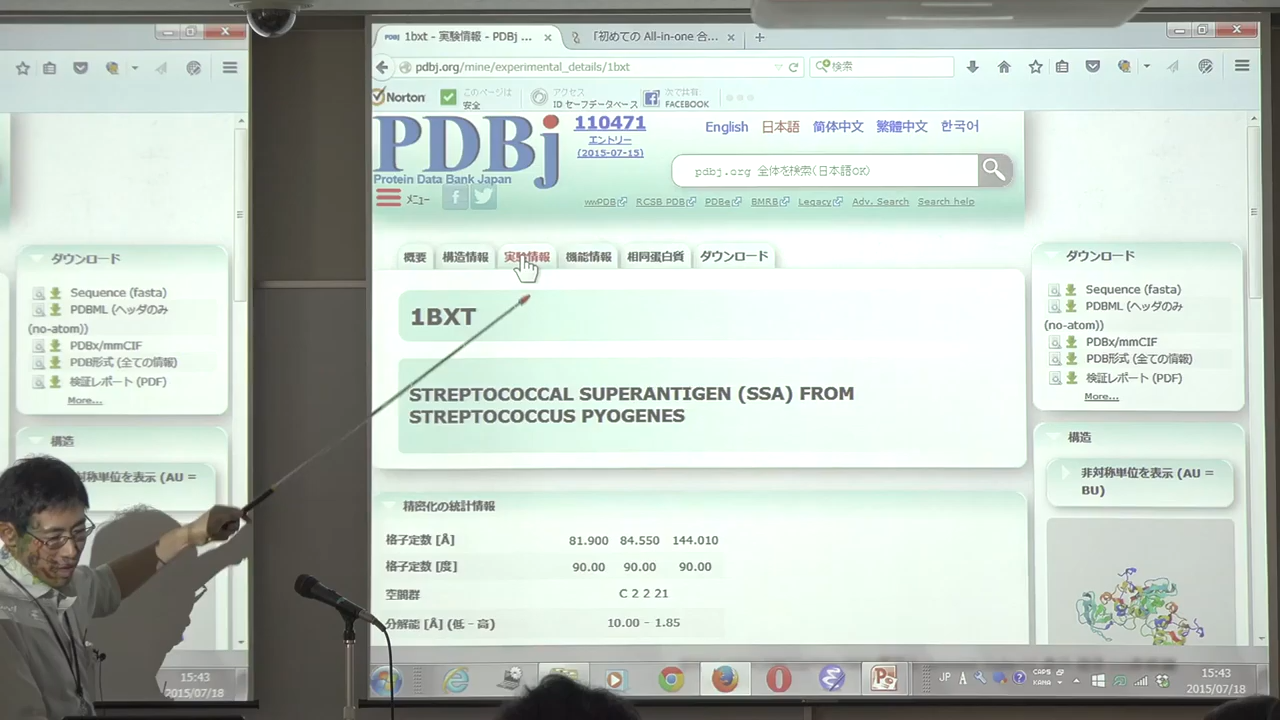 1bxt - 実験情報 - PDBj ...
「初めての All-in-one 合...
pdbj.org/mine/experimental_details/1bxt
検索
Norton
このページは
安全
アクセス
ID セーフデータベース
次で共有:
FACEBOOK
PDBj
Protein Data Bank Japan
110471
エントリー
(2015-07-15)
English 日本語 简体中文 繁體中文 한국어
pdbj.org 全体を検索(日本語OK)
メニュー
wwPDB RCSB PDB PDBe BMRB Legacy Adv. Search Search help
概要 構造情報 実験情報 機能情報 相同蛋白質 ダウンロード
1BXT
STREPTOCOCCAL SUPERANTIGEN (SSA) FROM
STREPTOCOCCUS PYOGENES
精密化の統計情報
格子定数 [Å] 81.900 84.550 144.010
格子定数 [度] 90.00 90.00 90.00
空間群 C 2 2 21
分解能 [Å] (低 - 高) 10.00 - 1.85
ダウンロード
Sequence (fasta)
PDBML (ヘッダのみ
(no-atom))
PDBx/mmCIF
PDB形式 (全ての情報)
検証レポート (PDF)
More...
構造
非対称単位を表示 (AU =
BU)
JP A CAPS
KANA
15:43
2015/07/18
ダウンロード
Sequence (fasta)
PDBML (ヘッダのみ
(no-atom))
PDBx/mmCIF
PDB形式 (全ての情報)
検証レポート (PDF)
More...
構造
対称単位を表示 (AU =
15:43
2015/07/18